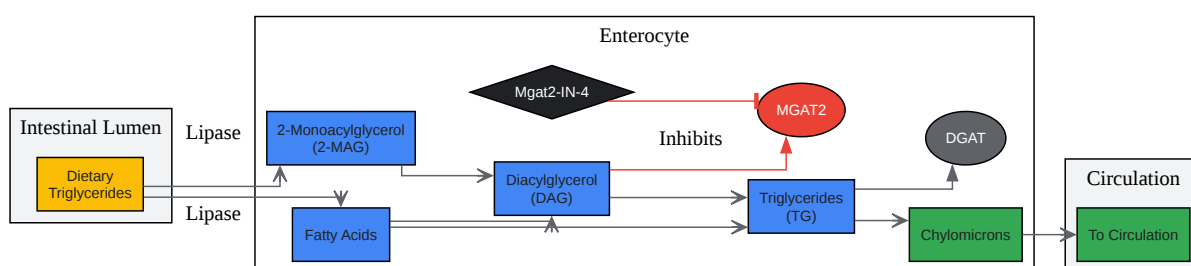 Enterocyte
Mgat2-IN-4
MGAT2
Intestinal Lumen
Lipase
2-Monoacylglycerol
(2-MAG)
Inhibits
DGAT
Dietary
Triglycerides
Diacylglycerol
(DAG)
Triglycerides
(TG)
Circulation
Lipase
Fatty Acids
Chylomicrons
To Circulation